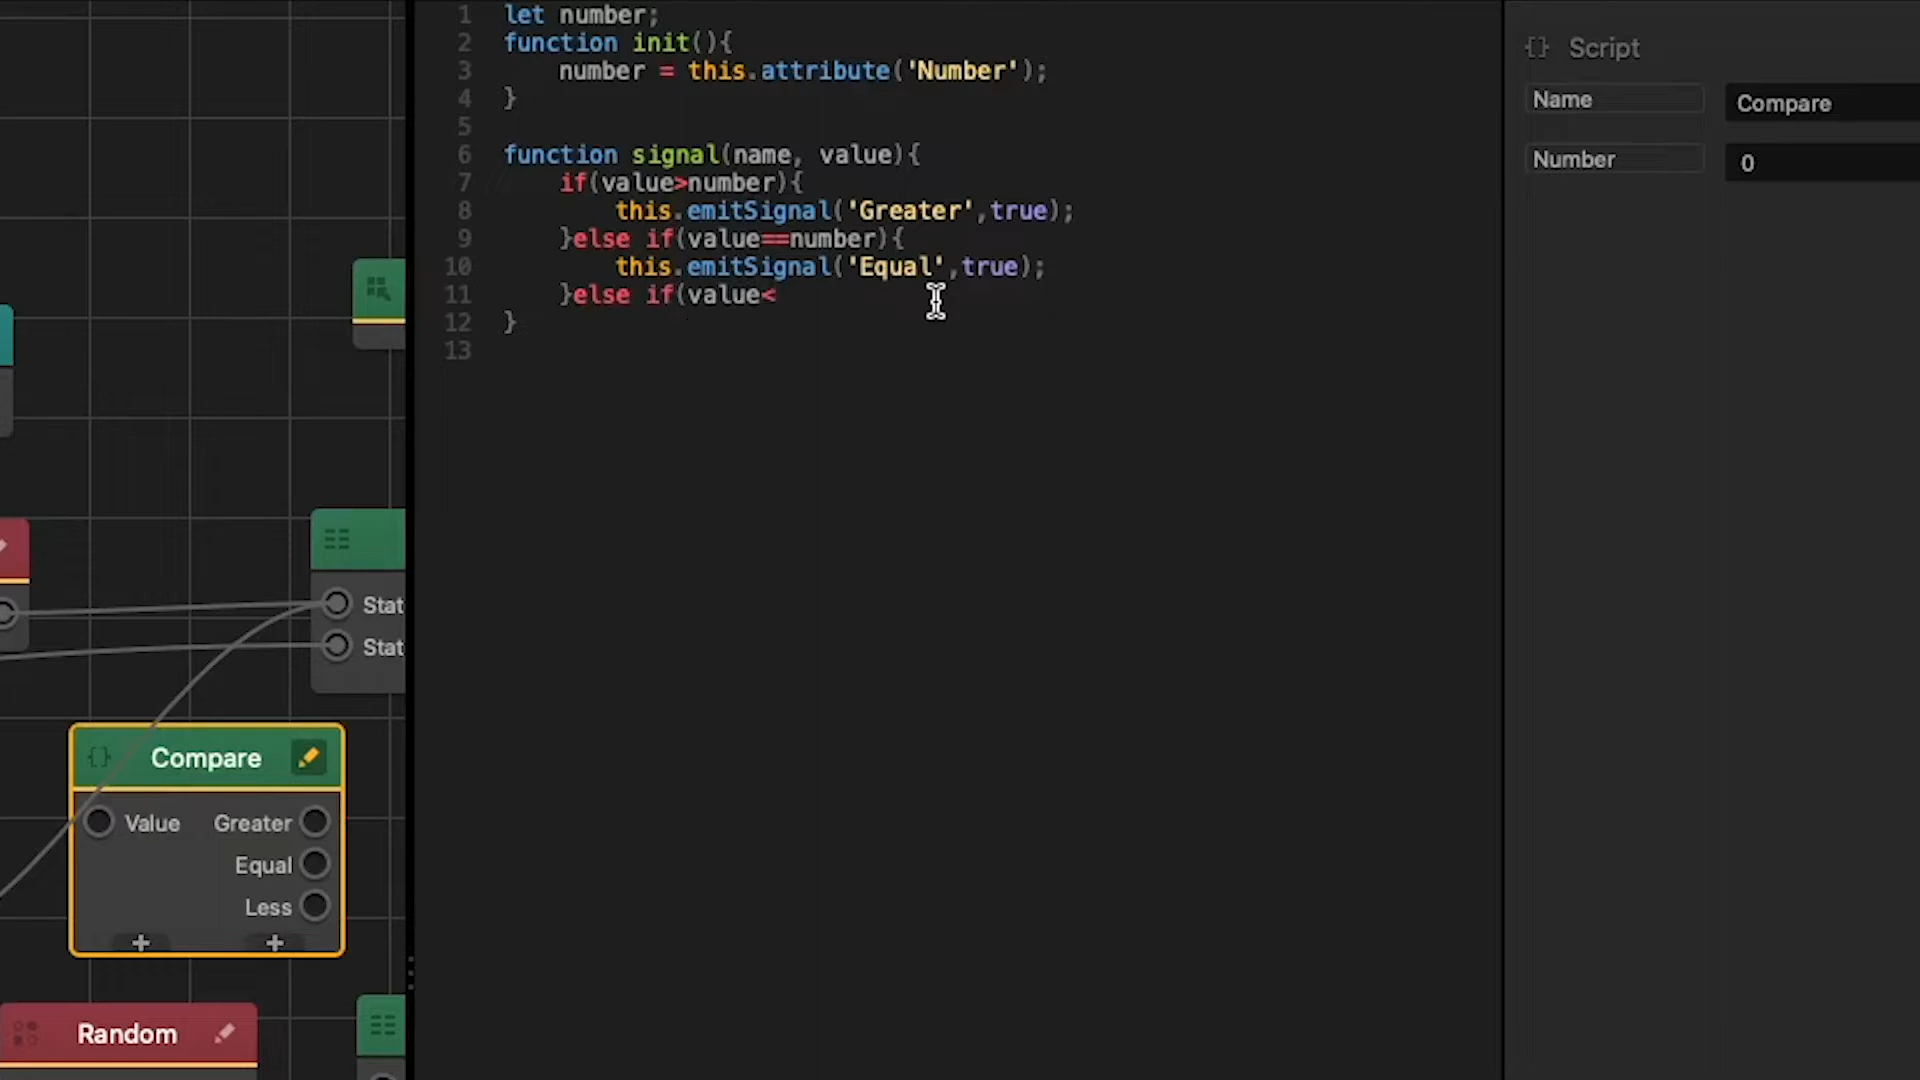 1 let number;
2 function init(){
3 number = this.attribute('Number');
4 }
5
6 function signal(name, value){
7 if(value>number){
8 this.emitSignal('Greater',true);
9 }else if(value==number){
10 this.emitSignal('Equal',true);
11 }else if(value<
12 }
13
{} Script
Name Compare
Number 0
Stat
Stat
{} Compare
Value Greater
Equal
Less
+ +
Random